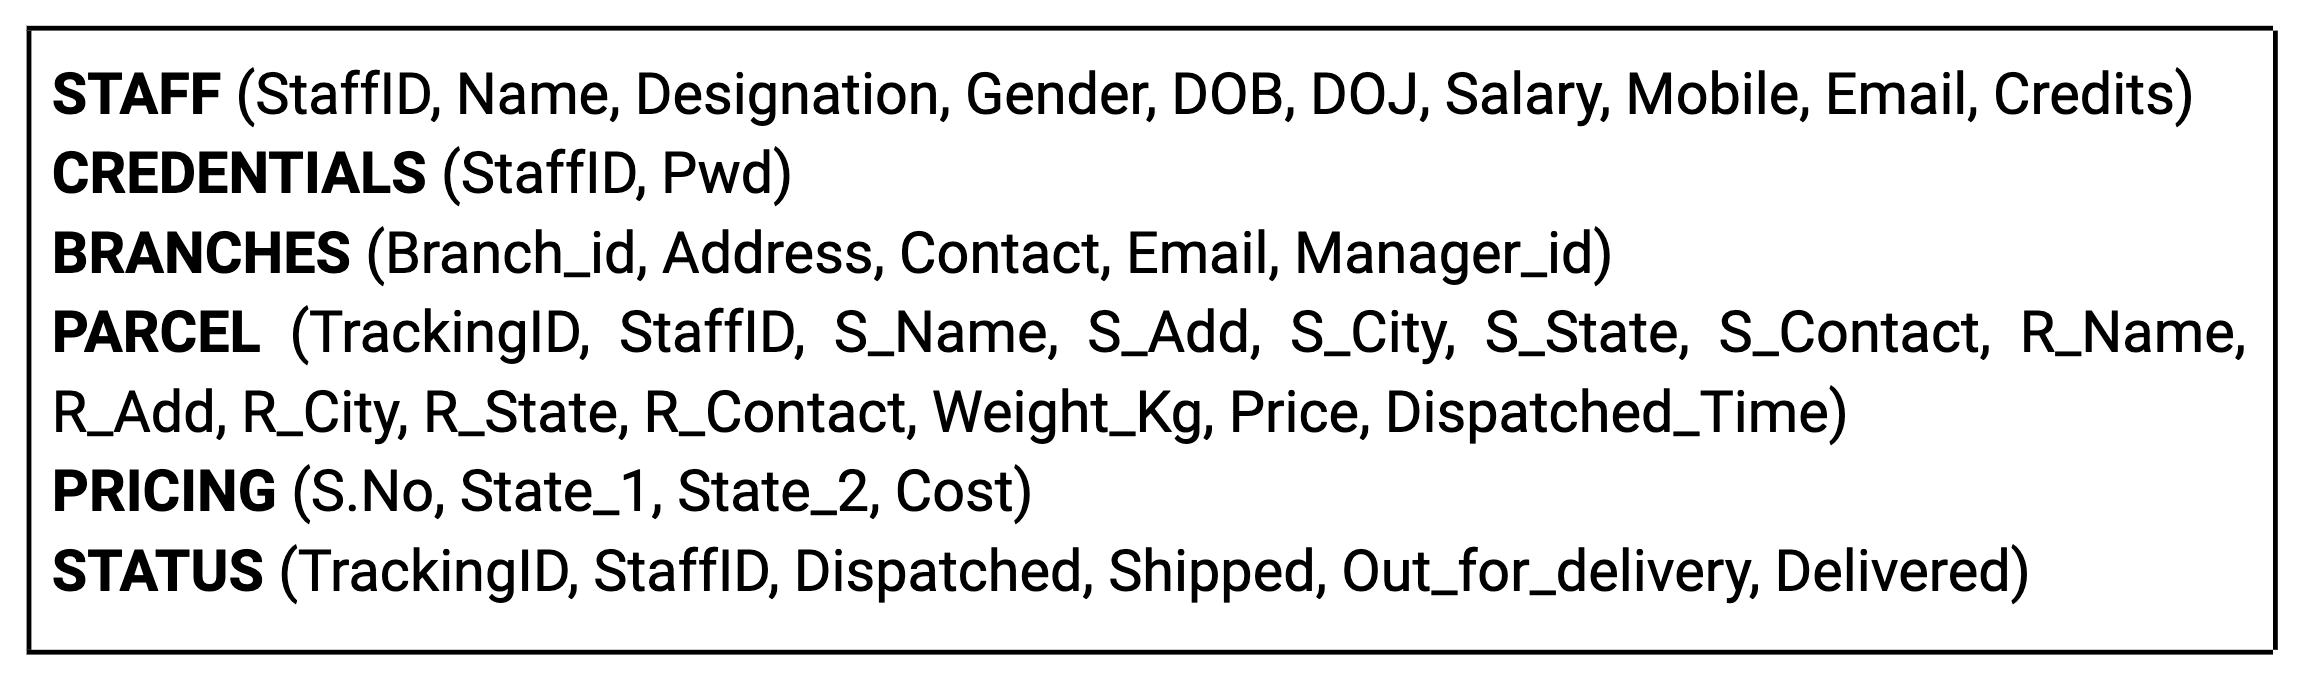 STAFF (StaffID, Name, Designation, Gender, DOB, DOJ, Salary, Mobile, Email, Credits)
CREDENTIALS (StaffID, Pwd)
BRANCHES (Branch_id, Address, Contact, Email, Manager_id)
PARCEL (TrackingID, StaffID, S_Name, S_Add, S_City, S_State, S_Contact, R_Name,
R_Add, R_City, R_State, R_Contact, Weight_Kg, Price, Dispatched_Time)
PRICING (S.No, State_1, State_2, Cost)
STATUS (TrackingID, StaffID, Dispatched, Shipped, Out_for_delivery, Delivered)